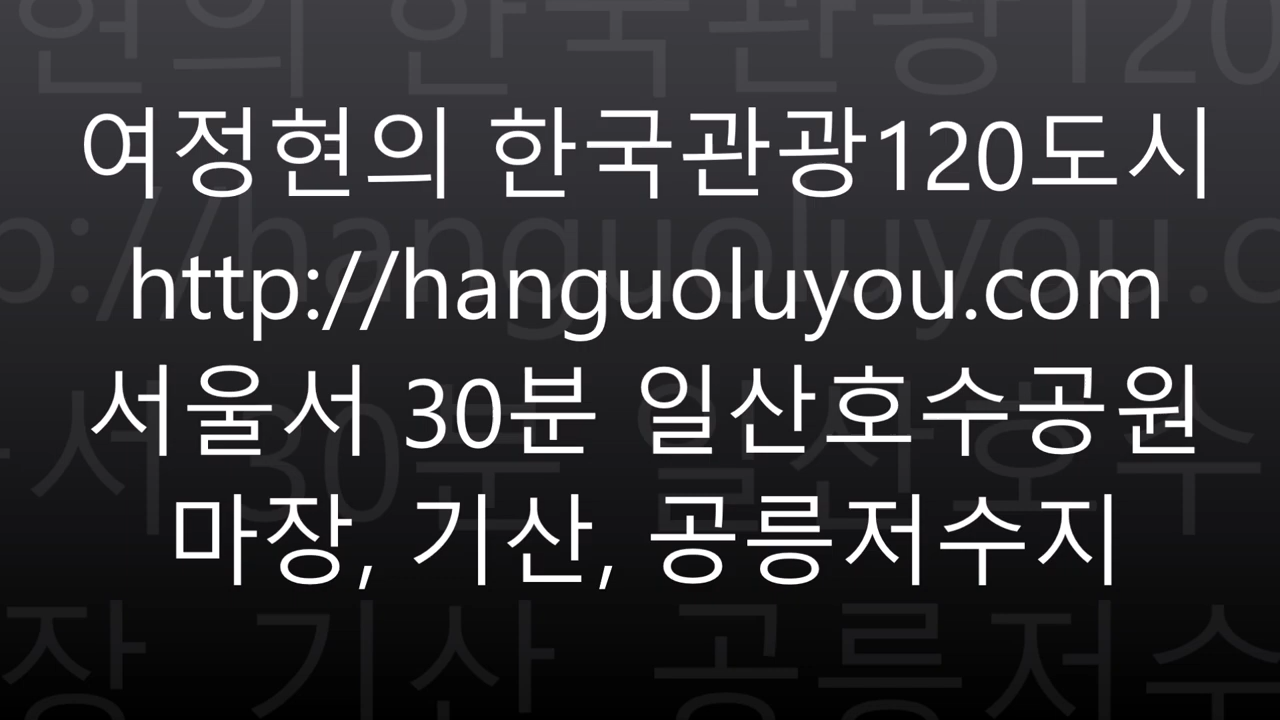 여정현의 한국관광120도시
http://hanguoluyou.com
서울서 30분 일산호수공원
마장, 기산, 공릉저수지